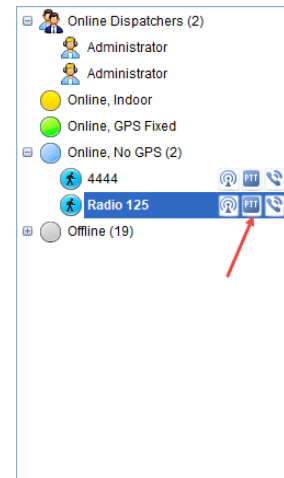 Online Dispatchers (2)
Administrator
Administrator
Online, Indoor
Online, GPS Fixed
Online, No GPS (2)
4444 PTT
Radio 125 PTT
Offline (19)